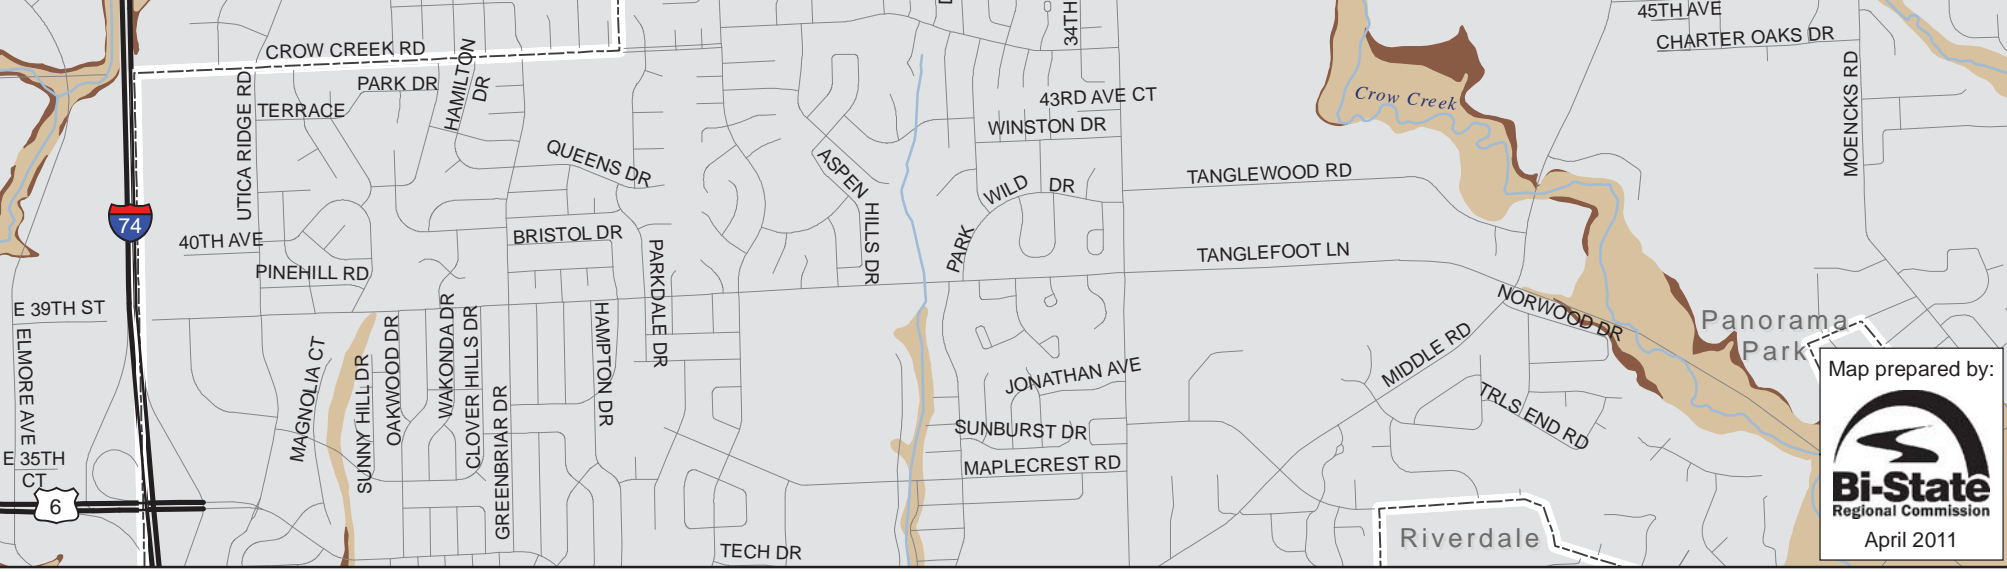 45TH AVE
34TH
CHARTER OAKS DR
CROW CREEK RD
HAMILTON
DR
PARK DR
UTICA RIDGE RD
TERRACE
43RD AVE CT
WINSTON DR
Crow Creek
MOENCKS RD
QUEENS DR
ASPEN
HILLS DR
WILD DR
PARK
TANGLEWOOD RD
74
40TH AVE
BRISTOL DR
PARKDALE DR
TANGLEFOOT LN
PINEHILL RD
E 39TH ST
ELMORE AVE
NORWOOD DR
Panorama
Park
MIDDLE RD
MAGNOLIA CT
SUNNY HILL DR
OAKWOOD DR
WAKONDA DR
CLOVER HILLS DR
GREENBRIAR DR
HAMPTON DR
JONATHAN AVE
TRLS END RD
SUNBURST DR
MAPLECREST RD
E 35TH
CT
6
TECH DR
Riverdale
Map prepared by:
Bi-State
Regional Commission
April 2011